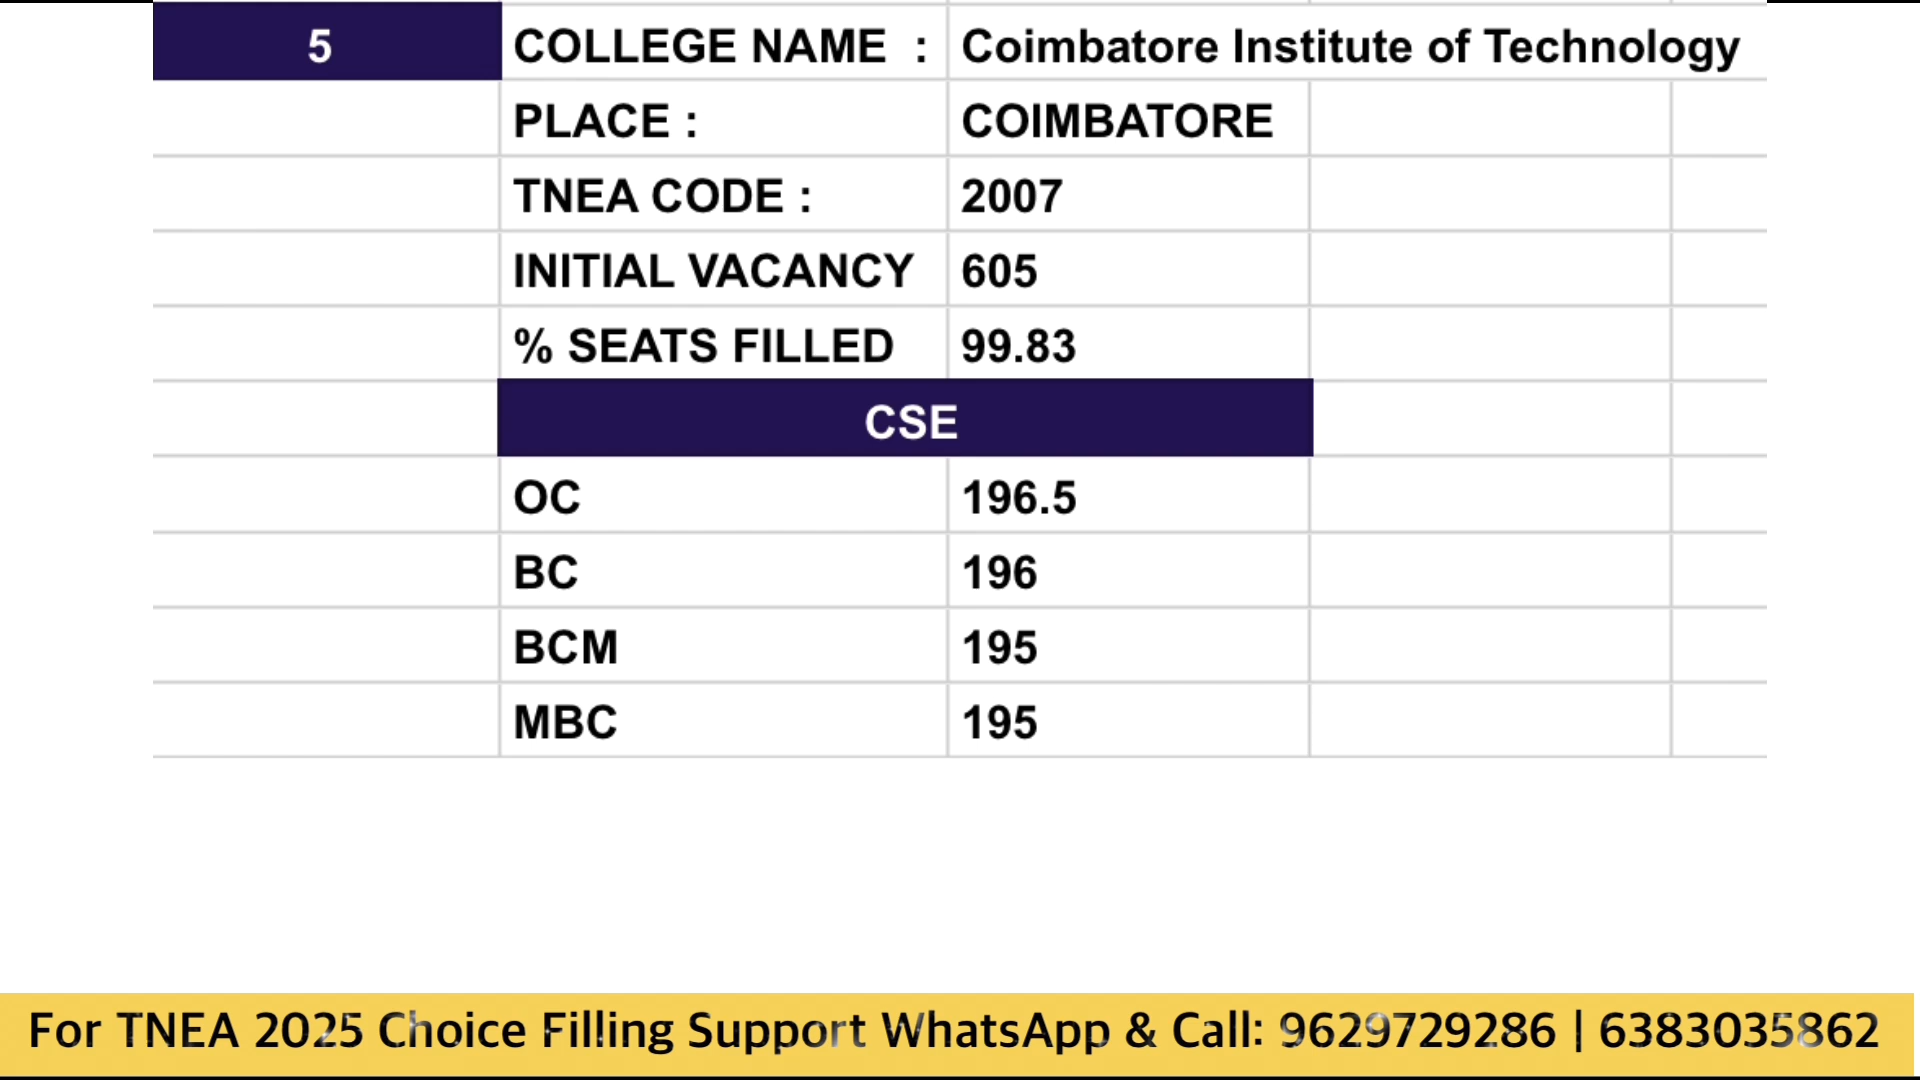 5 COLLEGE NAME : Coimbatore Institute of Technology
PLACE : COIMBATORE
TNEA CODE : 2007
INITIAL VACANCY 605
% SEATS FILLED 99.83
CSE
OC 196.5
BC 196
BCM 195
MBC 195
For TNEA 2025 Choice Filling Support WhatsApp & Call: 9629729286 | 6383035862